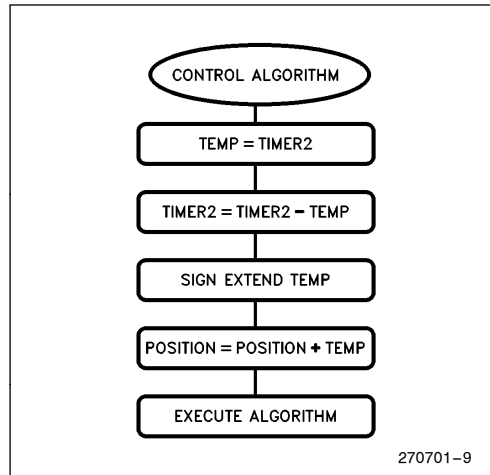 CONTROL ALGORITHM
TEMP = TIMER2
TIMER2 = TIMER2 − TEMP
SIGN EXTEND TEMP
POSITION = POSITION + TEMP
EXECUTE ALGORITHM
270701–9